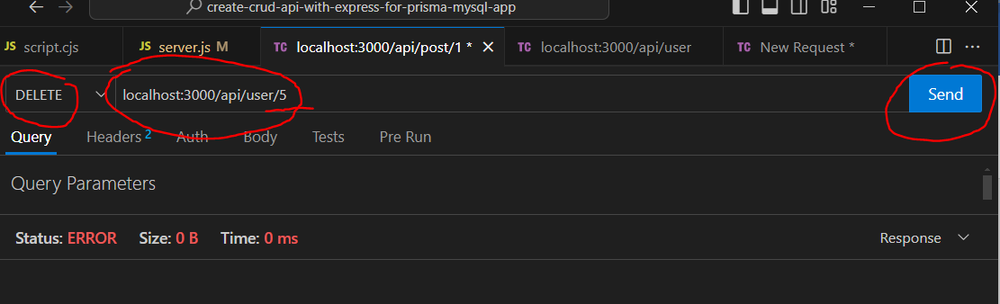 create-crud-api-with-express-for-prisma-mysql-app
JS script.cjs JS server.js M TC localhost:3000/api/post/1 * TC localhost:3000/api/user TC New Request *
DELETE localhost:3000/api/user/5 Send
Query Headers 2 Auth Body Tests Pre Run
Query Parameters
Status: ERROR Size: 0 B Time: 0 ms Response